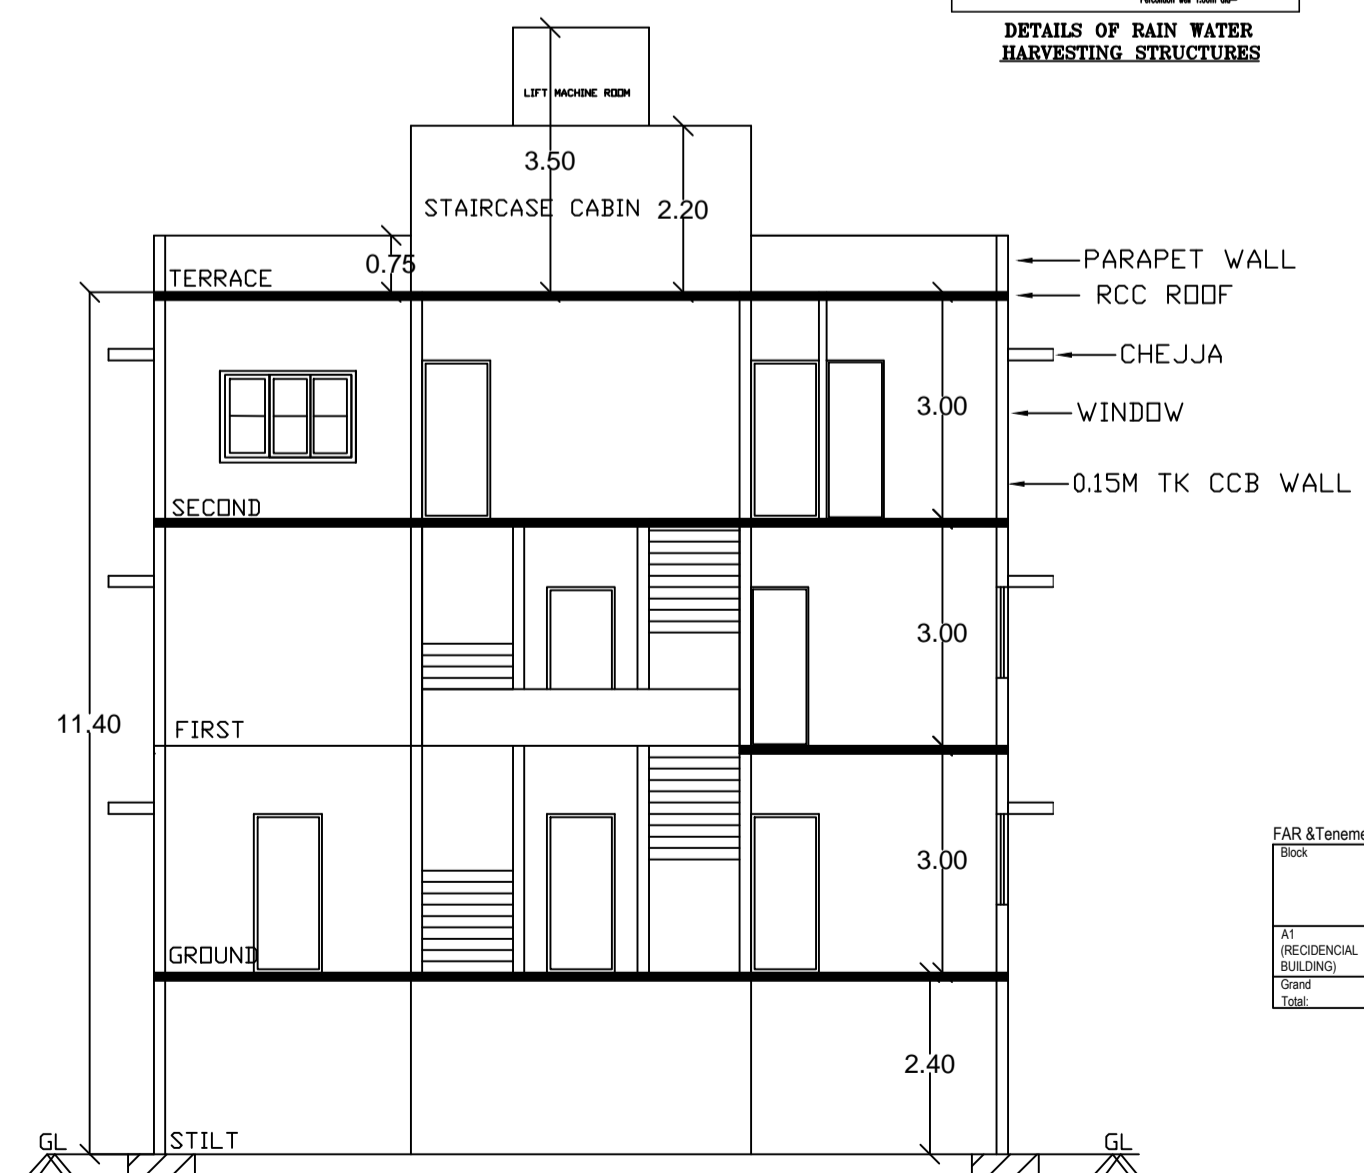 DETAILS OF RAIN WATER
HARVESTING STRUCTURES
LIFT MACHINE ROOM
3.50
STAIRCASE CABIN 2.20
0.75
TERRACE
PARAPET WALL
RCC ROOF
CHEJJA
WINDOW
3.00
0.15M TK CCB WALL
SECOND
3.00
11.40
FIRST
3.00
GROUND
2.40
GL
STILT
GL
FAR &Teneme
Block
A1
(RECIDENCIAL
BUILDING)
Grand
Total: